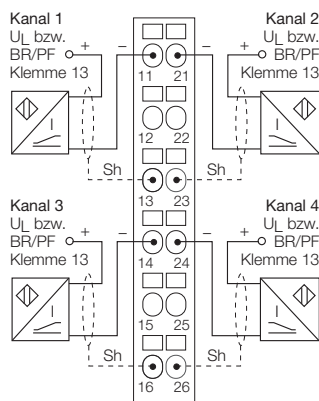 Kanal 1
UL bzw.
BR/PF
Klemme 13
+
–
11
21
–
+
Kanal 2
UL bzw.
BR/PF
Klemme 13
12
22
Sh
13
23
Sh
Kanal 3
UL bzw.
BR/PF
Klemme 13
+
–
14
24
–
+
Kanal 4
UL bzw.
BR/PF
Klemme 13
15
25
Sh
16
26
Sh